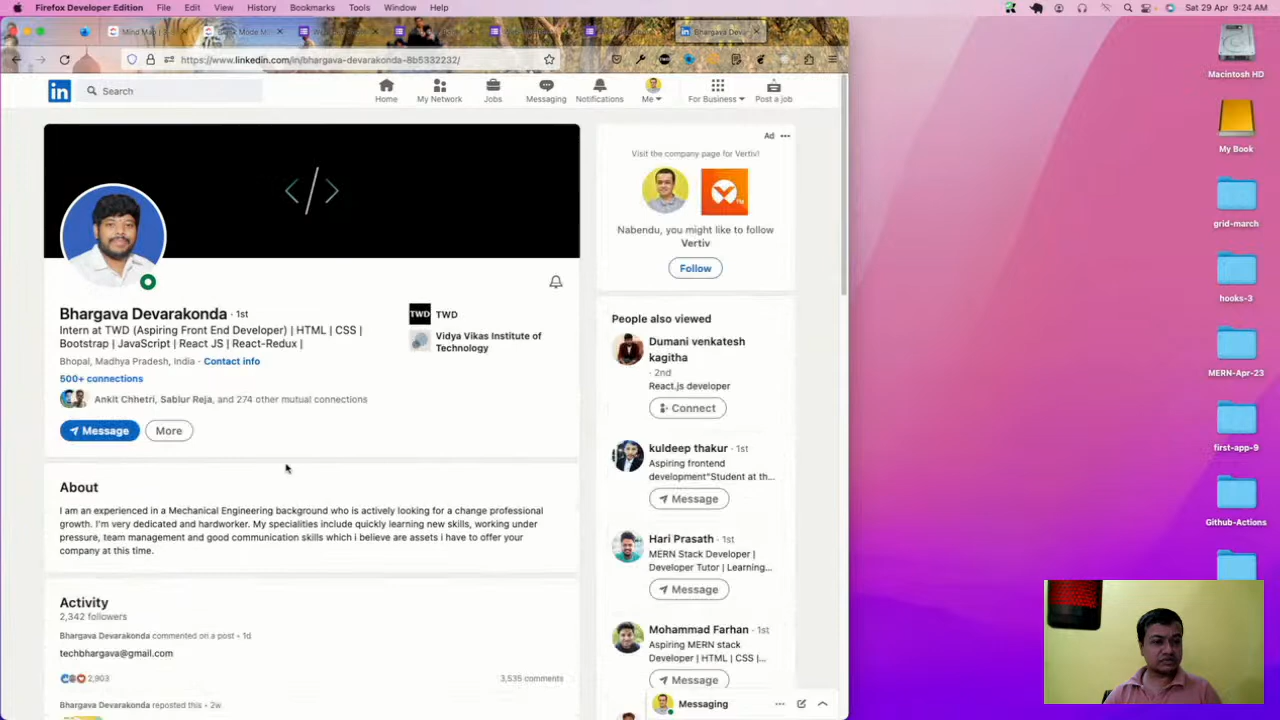 Firefox Developer Edition File Edit View History Bookmarks Tools Window Help
Sat 29 Apr 9:24 AM
Mind Map
Mode
Bhargava Dev
https://www.linkedin.com/in/bhargava-devarakonda-8b5332232/
in
Search
Home
My Network
Jobs
Messaging
Notifications
Me
For Business
Post a job
Macintosh HD
My Book
grid-march
hooks-3
MERN-Apr-23
first-app-9
Github-Actions
</>
Bhargava Devarakonda · 1st
Intern at TWD (Aspiring Front End Developer) | HTML | CSS |
Bootstrap | JavaScript | React JS | React-Redux |
Bhopal, Madhya Pradesh, India · Contact info
500+ connections
Ankit Chhetri, Sablur Reja, and 274 other mutual connections
Message
More
TWD
TWD
Vidya Vikas Institute of
Technology
About
I am an experienced in a Mechanical Engineering background who is actively looking for a change professional
growth. I'm very dedicated and hardworker. My specialities include quickly learning new skills, working under
pressure, team management and good communication skills which i believe are assets i have to offer your
company at this time.
Activity
2,342 followers
Bhargava Devarakonda commented on a post • 1d
techbhargava@gmail.com
2,903
3,535 comments
Bhargava Devarakonda reposted this • 2w
Ad
Visit the company page for Vertiv!
Nabendu, you might like to follow
Vertiv
Follow
People also viewed
Dumani venkatesh
kagitha
· 2nd
React.js developer
Connect
kuldeep thakur · 1st
Aspiring frontend
development"Student at th...
Message
Hari Prasath · 1st
MERN Stack Developer |
Developer Tutor | Learning...
Message
Mohammad Farhan · 1st
Aspiring MERN stack
Developer | HTML | CSS |...
Message
Messaging